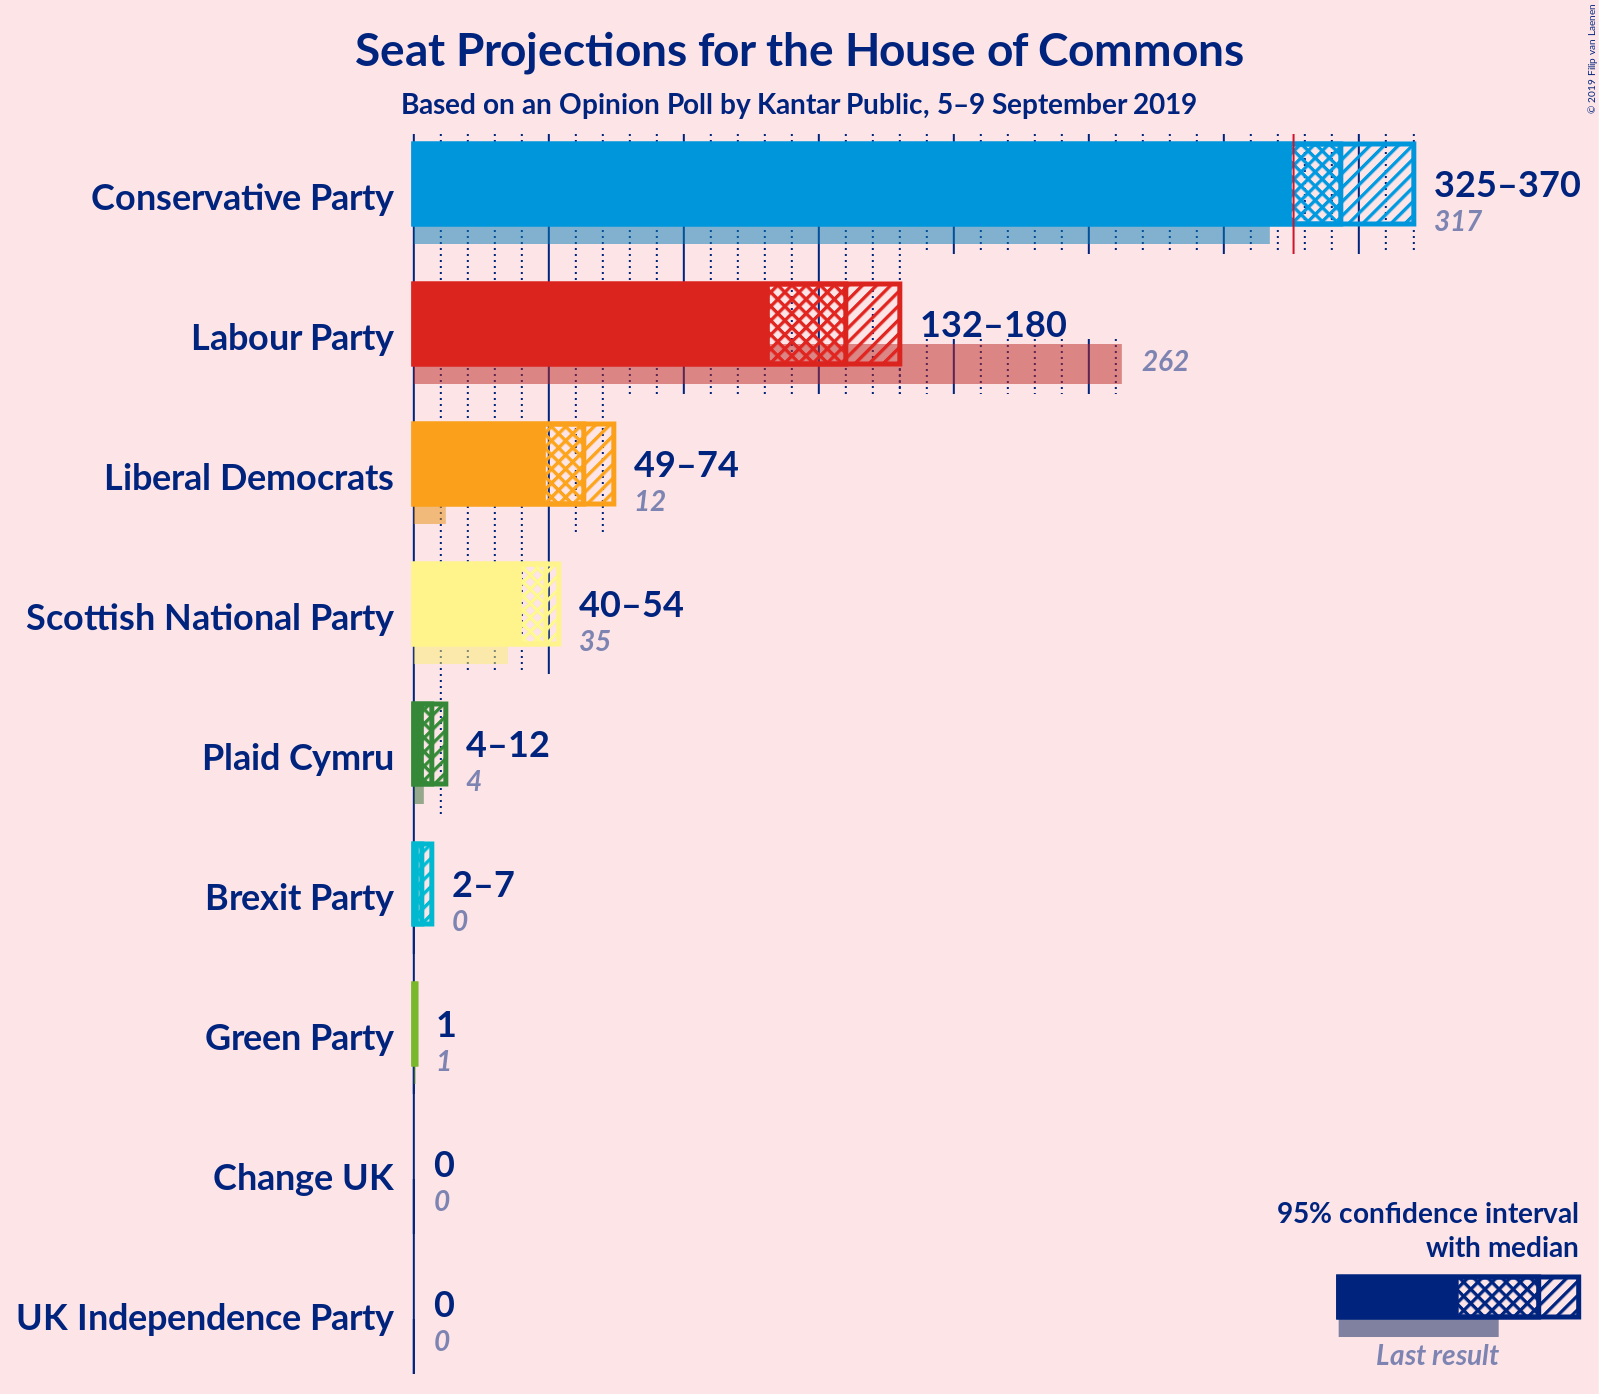 Seat Projections for the House of Commons
Based on an Opinion Poll by Kantar Public, 5–9 September 2019
© 2019 Filip van Laenen
Conservative Party
325–370
317
Labour Party
132–180
262
Liberal Democrats
49–74
12
Scottish National Party
40–54
35
Plaid Cymru
4–12
4
Brexit Party
2–7
0
Green Party
1
1
Change UK
0
0
UK Independence Party
0
0
95% confidence interval
with median
Last result